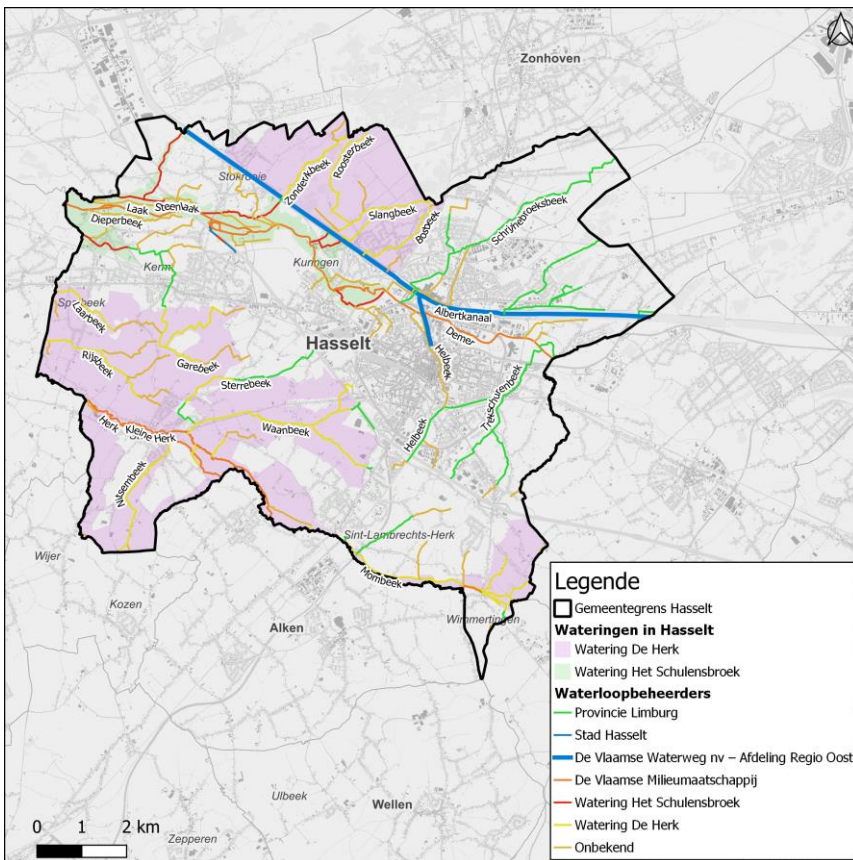 Zonhoven
Stokrooie
Zonderikbeek
Roosterbeek
Laak
Steenlaak
Slangbeek
Bosbeek
Schrijnebroeksbeek
Dieperbeek
Kuringen
Kermt
Spalbeek
Laarbeek
Albertkanaal
Hasselt
Demer
Rijsbeek
Garebeek
Helbeek
Sterrebeek
Trekschurenbeek
Herk
Kleine Herk
Waanbeek
Helbeek
Nitsembeek
Sint-Lambrechts-Herk
Wijer
Mombeek
Kozen
Wimmertingen
Alken
Ulbeek
Wellen
Zepperen
0 1 2 km
Legende
Gemeentegrens Hasselt
Wateringen in Hasselt
Watering De Herk
Watering Het Schulensbroek
Waterloopbeheerders
Provincie Limburg
Stad Hasselt
De Vlaamse Waterweg nv – Afdeling Regio Oost
De Vlaamse Milieumaatschappij
Watering Het Schulensbroek
Watering De Herk
Onbekend